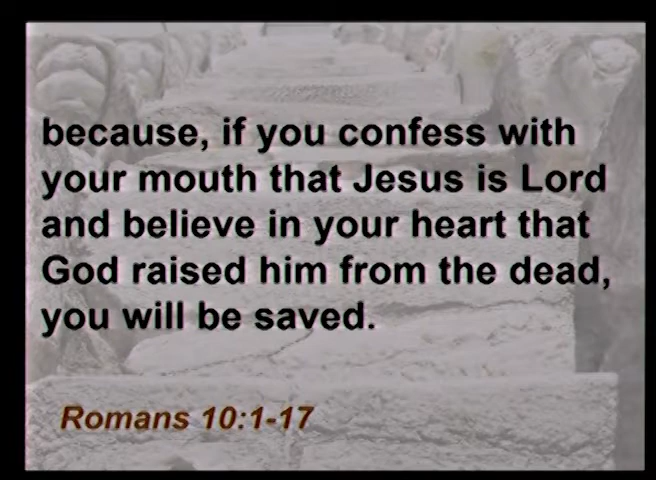 because, if you confess with
your mouth that Jesus is Lord
and believe in your heart that
God raised him from the dead,
you will be saved.
Romans 10:1-17